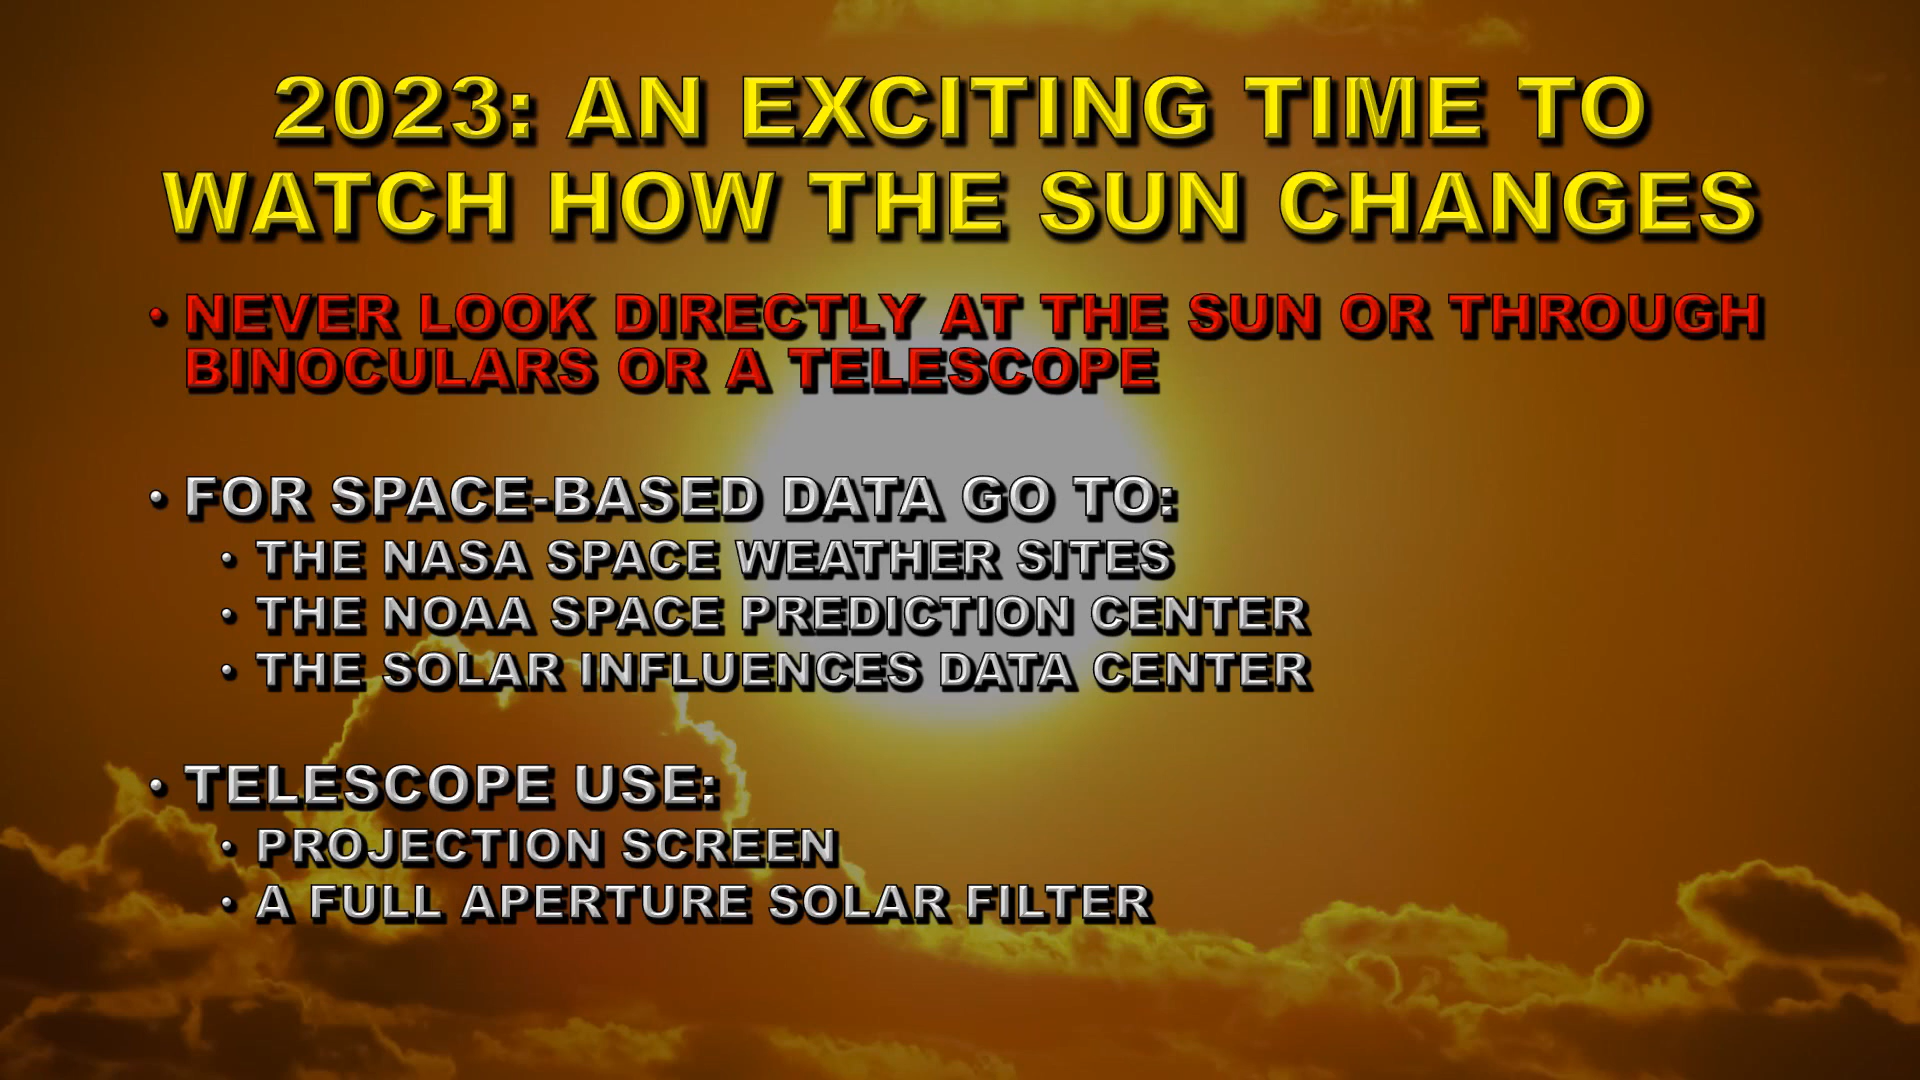 2023: AN EXCITING TIME TO
WATCH HOW THE SUN CHANGES
• NEVER LOOK DIRECTLY AT THE SUN OR THROUGH
BINOCULARS OR A TELESCOPE
• FOR SPACE-BASED DATA GO TO:
• THE NASA SPACE WEATHER SITES
• THE NOAA SPACE PREDICTION CENTER
• THE SOLAR INFLUENCES DATA CENTER
• TELESCOPE USE:
• PROJECTION SCREEN
• A FULL APERTURE SOLAR FILTER